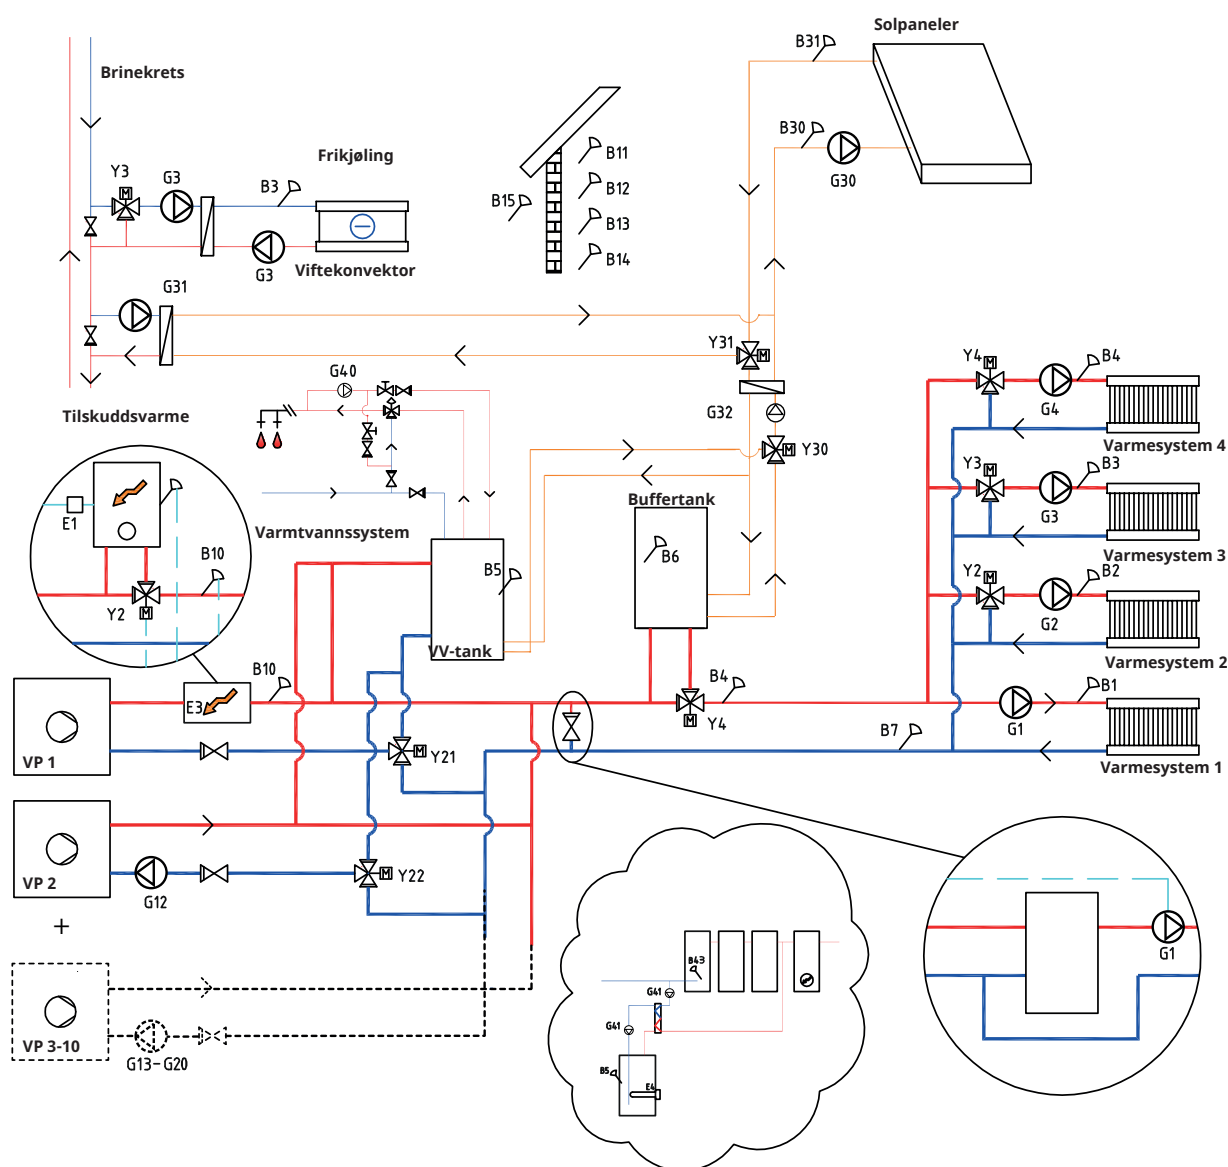 Solpaneler
B31
Brinekrets
B30
G30
Frikjøling
B11
Y3
M
G3
B3
B12
B15
B13
B14
G3
Viftekonvektor
G31
Y31
M
Y4
M
B4
G40
G4
Tilskuddsvarme
G32
Varmesystem 4
Y30
M
Y3
M
B3
Buffertank
G3
E1
Varmtvannssystem
Varmesystem 3
B10
B5
B6
Y2
M
B2
Y2
M
G2
VV-tank
Varmesystem 2
B10
B4
B1
E3
M
Y4
G1
B7
VP 1
M
Y21
Varmesystem 1
VP 2
G12
M
Y22
+
B43
G1
G41
VP 3-10
G13-G20
G41
B5
E4